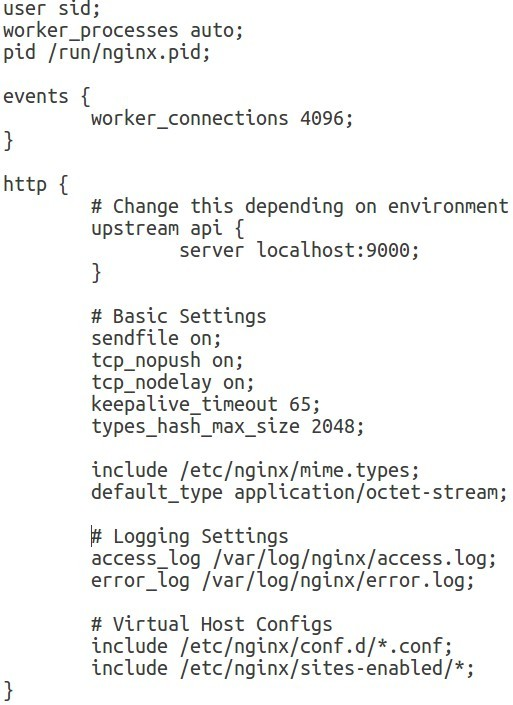 user sid;
worker_processes auto;
pid /run/nginx.pid;

events {
        worker_connections 4096;
}

http {
        # Change this depending on environment
        upstream api {
                server localhost:9000;
        }

        # Basic Settings
        sendfile on;
        tcp_nopush on;
        tcp_nodelay on;
        keepalive_timeout 65;
        types_hash_max_size 2048;

        include /etc/nginx/mime.types;
        default_type application/octet-stream;

        # Logging Settings
        access_log /var/log/nginx/access.log;
        error_log /var/log/nginx/error.log;

        # Virtual Host Configs
        include /etc/nginx/conf.d/*.conf;
        include /etc/nginx/sites-enabled/*;
}